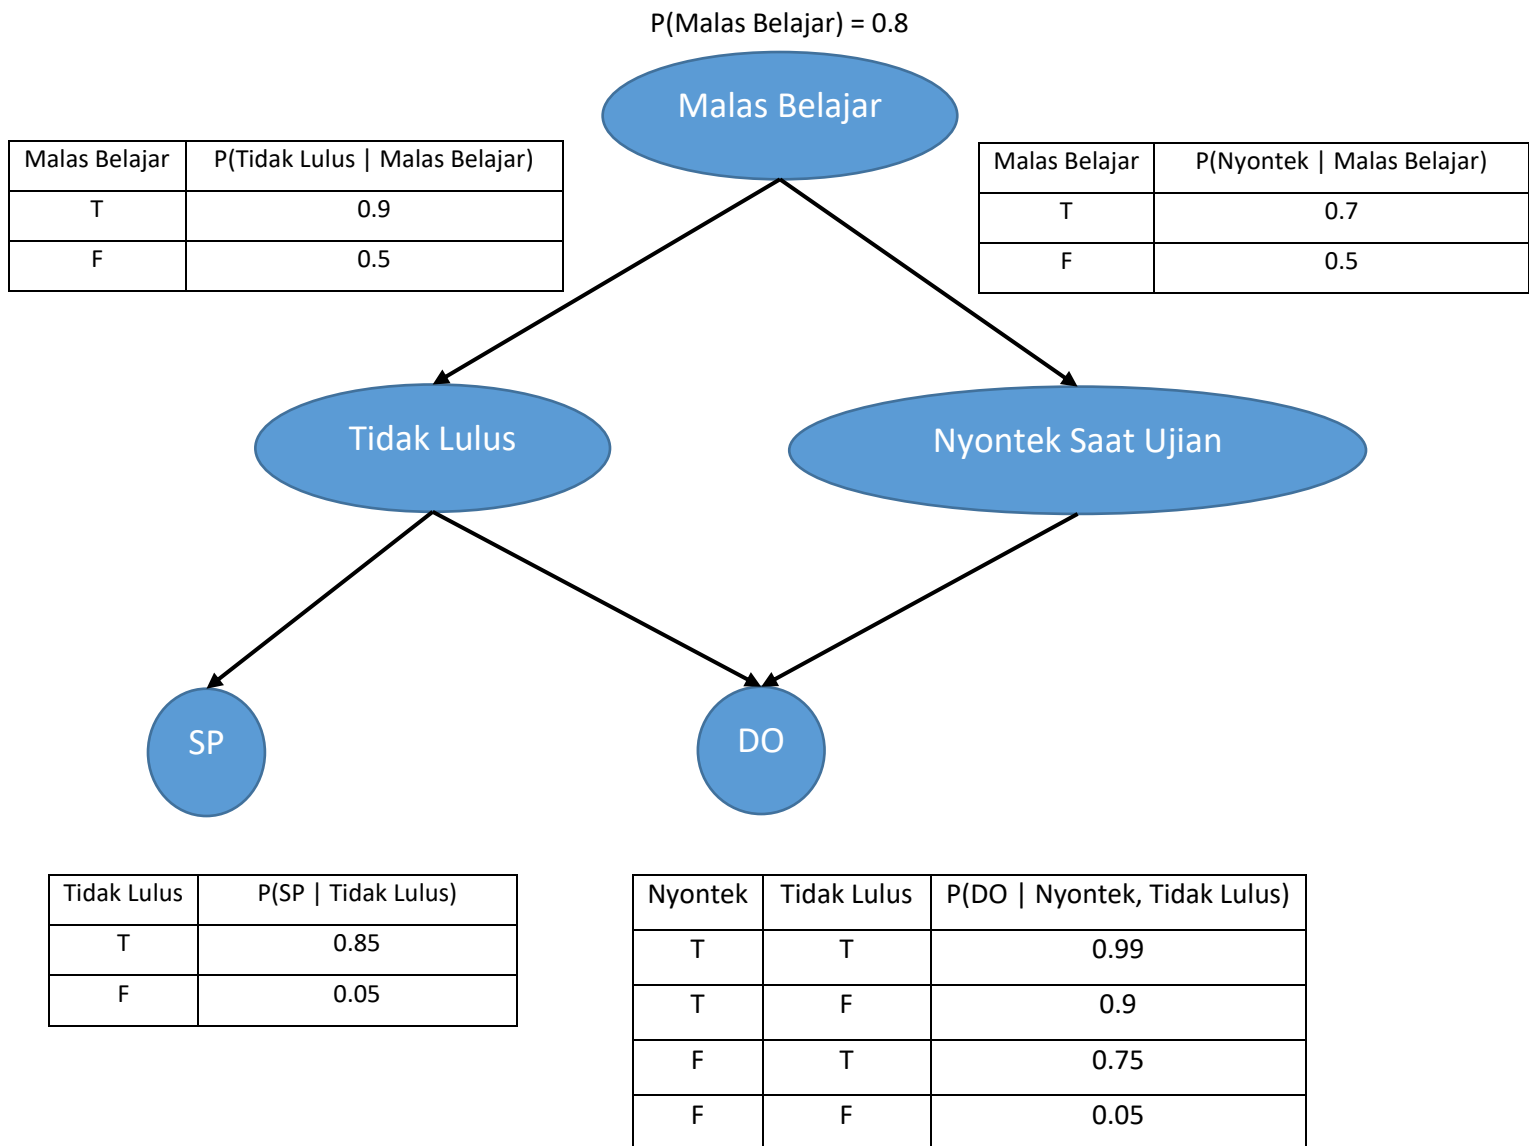 P(Malas Belajar) = 0.8
Malas Belajar
Malas Belajar P(Tidak Lulus | Malas Belajar)
T 0.9
F 0.5
Malas Belajar P(Nyontek | Malas Belajar)
T 0.7
F 0.5
Tidak Lulus
Nyontek Saat Ujian
SP
DO
Tidak Lulus P(SP | Tidak Lulus)
T 0.85
F 0.05
Nyontek Tidak Lulus P(DO | Nyontek, Tidak Lulus)
T T 0.99
T F 0.9
F T 0.75
F F 0.05